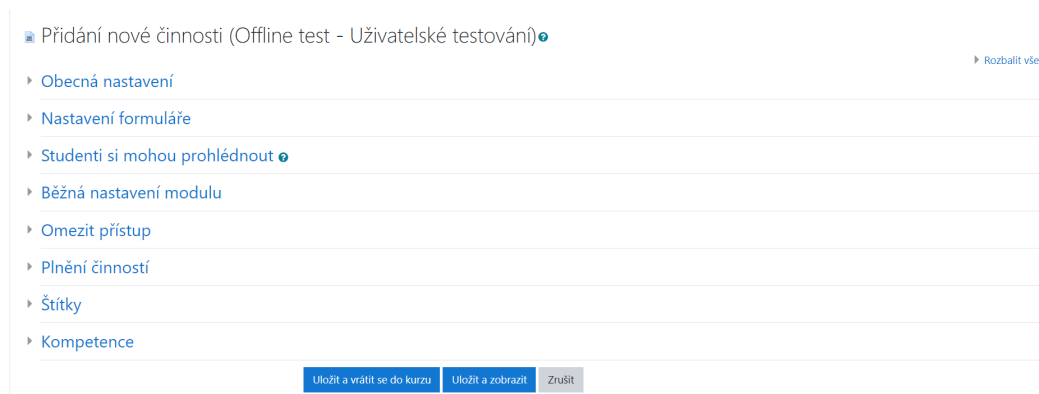 Přidání nové činnosti (Offline test - Uživatelské testování)
Rozbalit vše
Obecná nastavení
Nastavení formuláře
Studenti si mohou prohlédnout
Běžná nastavení modulu
Omezit přístup
Plnění činností
Štítky
Kompetence
Uložit a vrátit se do kurzu Uložit a zobrazit Zrušit